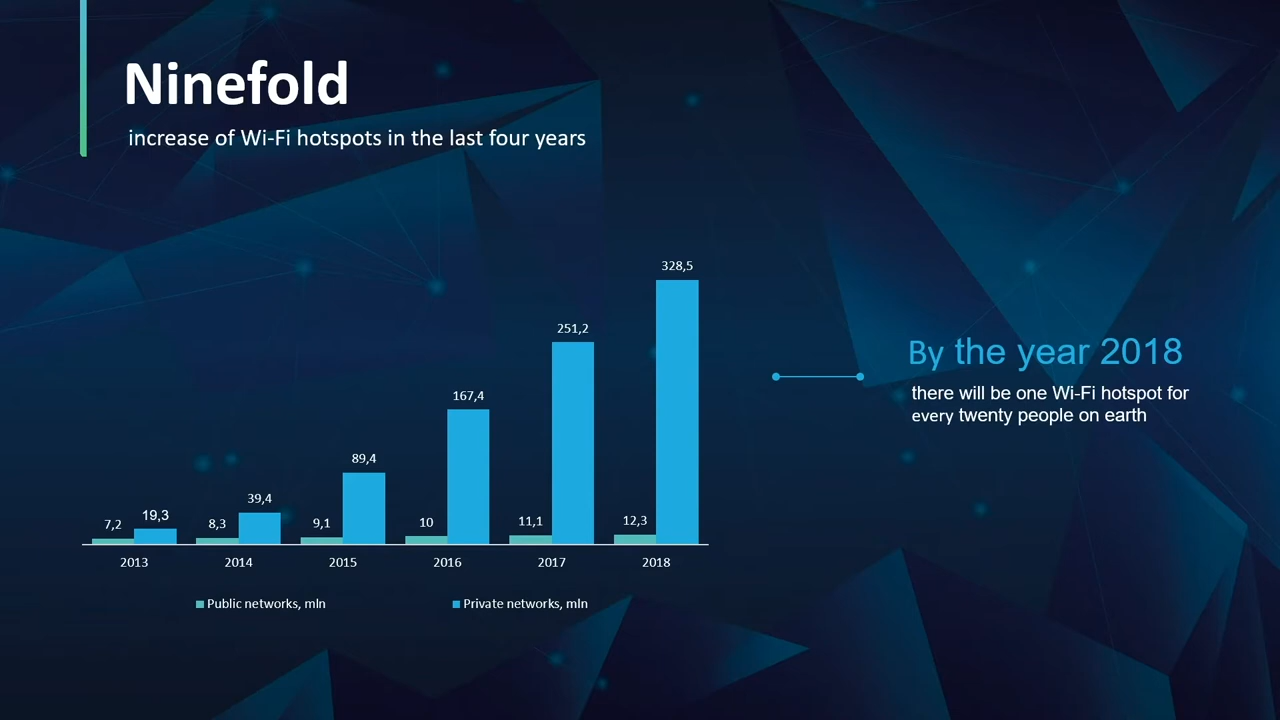 Ninefold
increase of Wi-Fi hotspots in the last four years
328,5
251,2
167,4
89,4
39,4
7,2 19,3 8,3 9,1 10 11,1 12,3
2013 2014 2015 2016 2017 2018
Public networks, mln Private networks, mln
By the year 2018
there will be one Wi-Fi hotspot for
every twenty people on earth